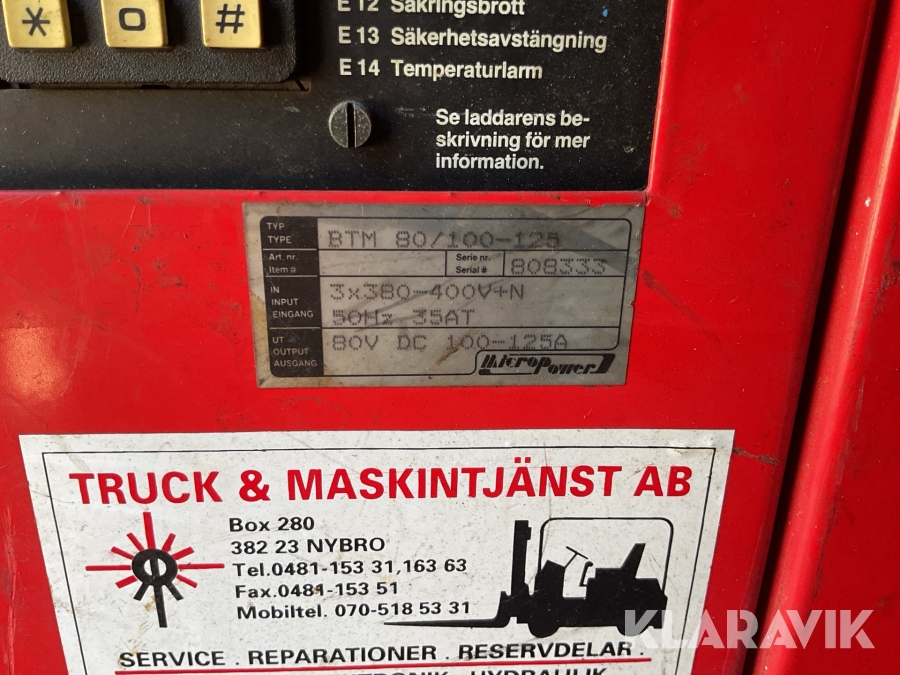 * 0 #
E 12 Säkringsbrott
E 13 Säkerhetsavstängning
E 14 Temperaturlarm
Se laddarens be-
skrivning för mer
information.
TYP
TYPE
BTM 80/100-125
Art. nr.
Item #
Serie nr.
Serial #
808333
IN
INPUT
EINGANG
3x380-400V+N
50Hz 35AT
UT
OUTPUT
AUSGANG
80V DC 100-125A
MicroPower
TRUCK & MASKINTJÄNST AB
Box 280
382 23 NYBRO
Tel.0481-153 31,163 63
Fax.0481-153 51
Mobiltel. 070-518 53 31
KLARAVIK
SERVICE . REPARATIONER . RESERVDELAR .
HYDRAULIK